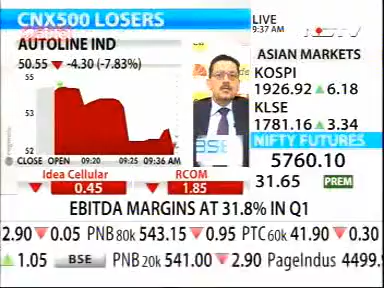 CNX500 LOSERS
LIVE
9:37 AM
NDTV
AUTOLINE IND
50.55 ▼ -4.30 (-7.83%)
ASIAN MARKETS
KOSPI
1926.92 ▲ 6.18
KLSE
1781.16 ▲ 3.34
NIFTY FUTURES
5760.10
31.65 PREM
55
53
52
CLOSE OPEN 09:20 09:25 09:36 AM
BSE
Idea Cellular
▼ 0.45
RCOM
▼ 1.85
EBITDA MARGINS AT 31.8% IN Q1
2.90 ▼ 0.05 PNB 80k 543.15 ▼ 0.95 PTC 60k 41.90 ▼ 0.30
▲ 1.05 BSE PNB 20k 541.00 ▼ 2.90 PageIndus 4499.9